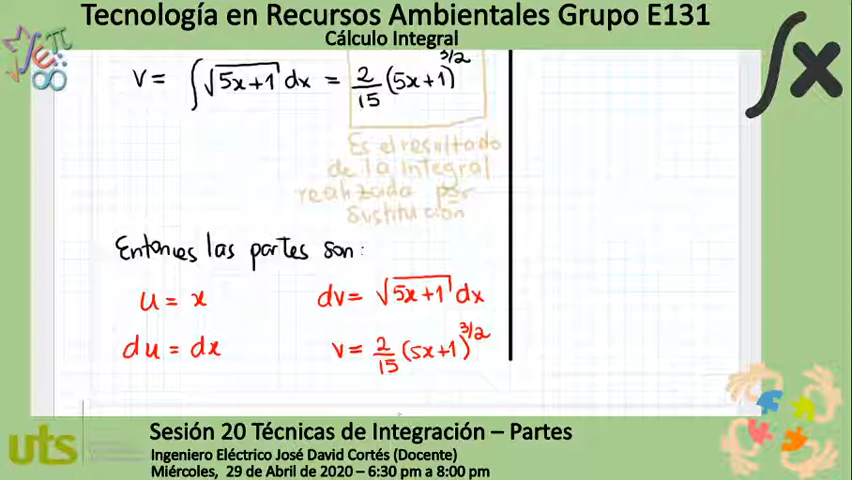 Tecnología en Recursos Ambientales Grupo E131
Cálculo Integral
v = ∫√(5x+1) dx = 2/15 (5x+1)^3/2
Es el resultado
de la Integral
realizada por
sustitución
Entonces las partes son:
u = x    dv = √(5x+1) dx
du = dx    v = 2/15 (5x+1)^3/2
Sesión 20 Técnicas de Integración – Partes
uts
Ingeniero Eléctrico José David Cortés (Docente)
Miércoles, 29 de Abril de 2020 – 6:30 pm a 8:00 pm